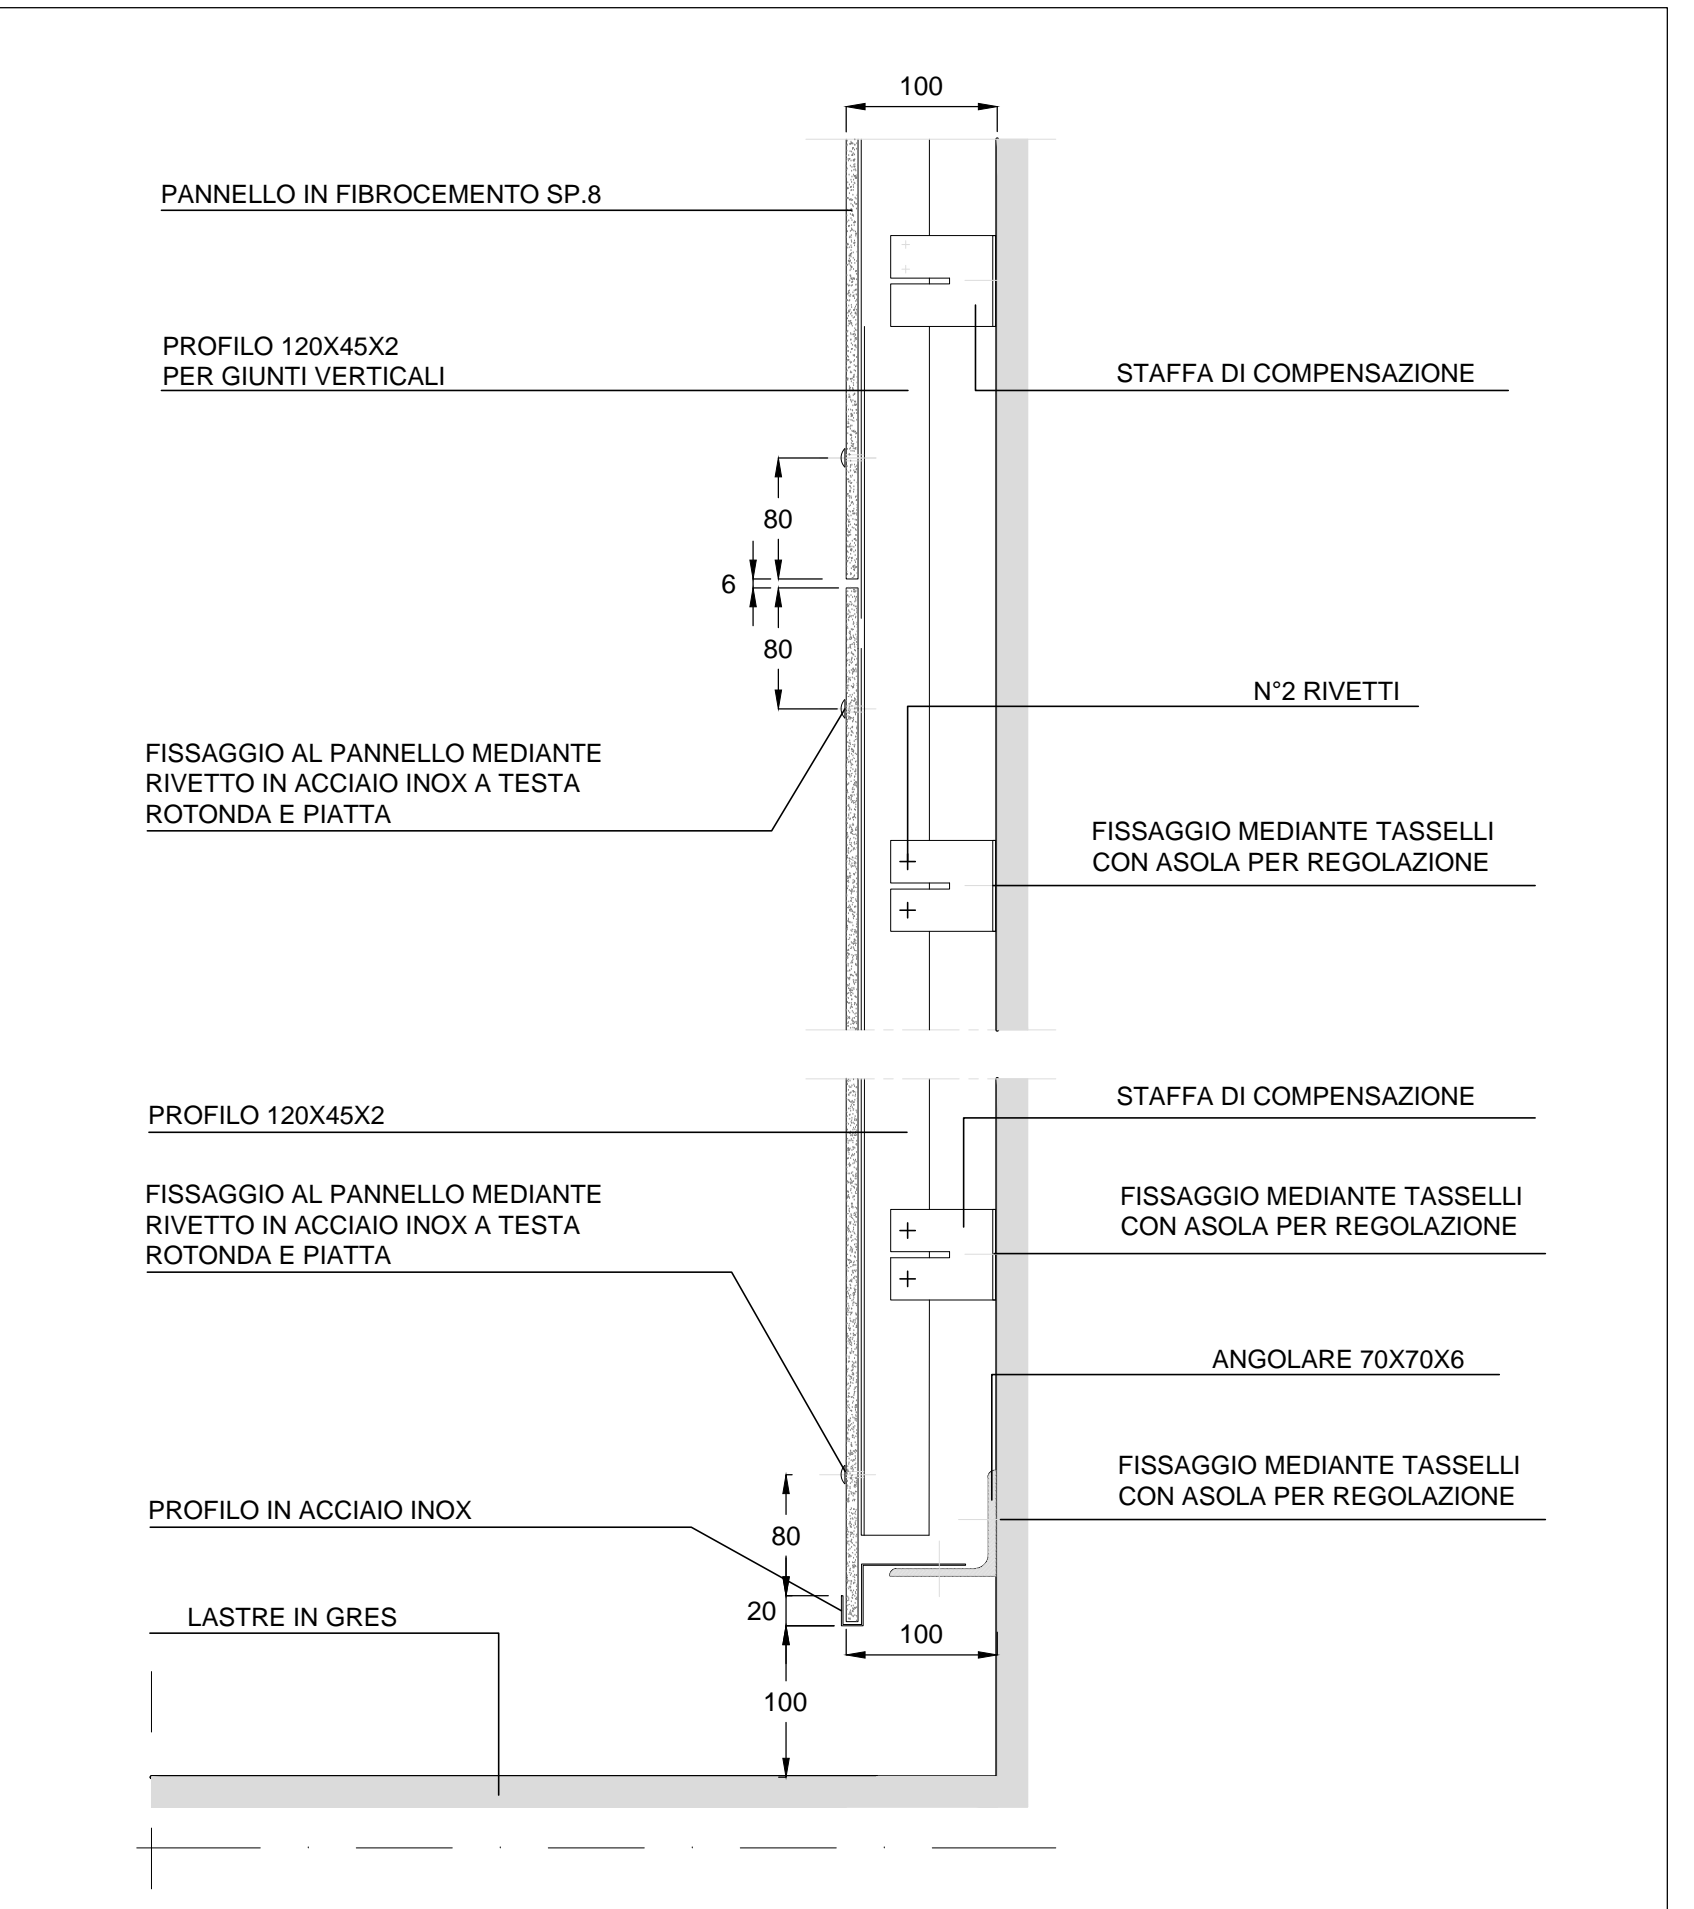 100
PANNELLO IN FIBROCEMENTO SP.8
PROFILO 120X45X2
PER GIUNTI VERTICALI
STAFFA DI COMPENSAZIONE
80
6
80
N°2 RIVETTI
FISSAGGIO AL PANNELLO MEDIANTE
RIVETTO IN ACCIAIO INOX A TESTA
ROTONDA E PIATTA
FISSAGGIO MEDIANTE TASSELLI
CON ASOLA PER REGOLAZIONE
STAFFA DI COMPENSAZIONE
PROFILO 120X45X2
FISSAGGIO AL PANNELLO MEDIANTE
RIVETTO IN ACCIAIO INOX A TESTA
ROTONDA E PIATTA
FISSAGGIO MEDIANTE TASSELLI
CON ASOLA PER REGOLAZIONE
ANGOLARE 70X70X6
FISSAGGIO MEDIANTE TASSELLI
CON ASOLA PER REGOLAZIONE
PROFILO IN ACCIAIO INOX
80
20
LASTRE IN GRES
100
100